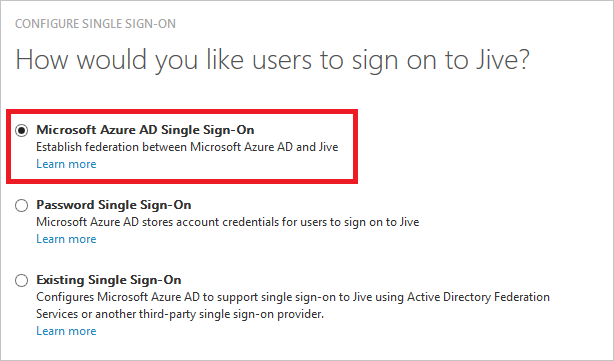 CONFIGURE SINGLE SIGN-ON
How would you like users to sign on to Jive?
Microsoft Azure AD Single Sign-On
Establish federation between Microsoft Azure AD and Jive
Learn more
Password Single Sign-On
Microsoft Azure AD stores account credentials for users to sign on to Jive
Learn more
Existing Single Sign-On
Configures Microsoft Azure AD to support single sign-on to Jive using Active Directory Federation
Services or another third-party single sign-on provider.
Learn more